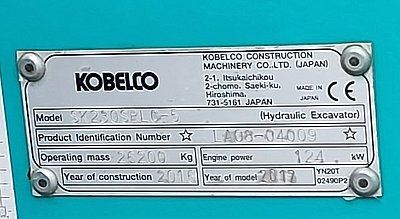 KOBELCO
KOBELCO CONSTRUCTION
MACHINERY CO., LTD. (JAPAN)
2-1, Itsukaichikou
2-chomo, Saeki-ku,
Hiroshima,
731-5161 JAPAN
MADE IN
JAPAN
CE
Model SK230SRLC-5 (Hydraulic Excavator)
Product Identification Number ☆ LA08-04009 ☆
Operating mass 26200 Kg Engine power 124 kW
Year of construction 2016 Year of model 2017
YN20T
02490P2